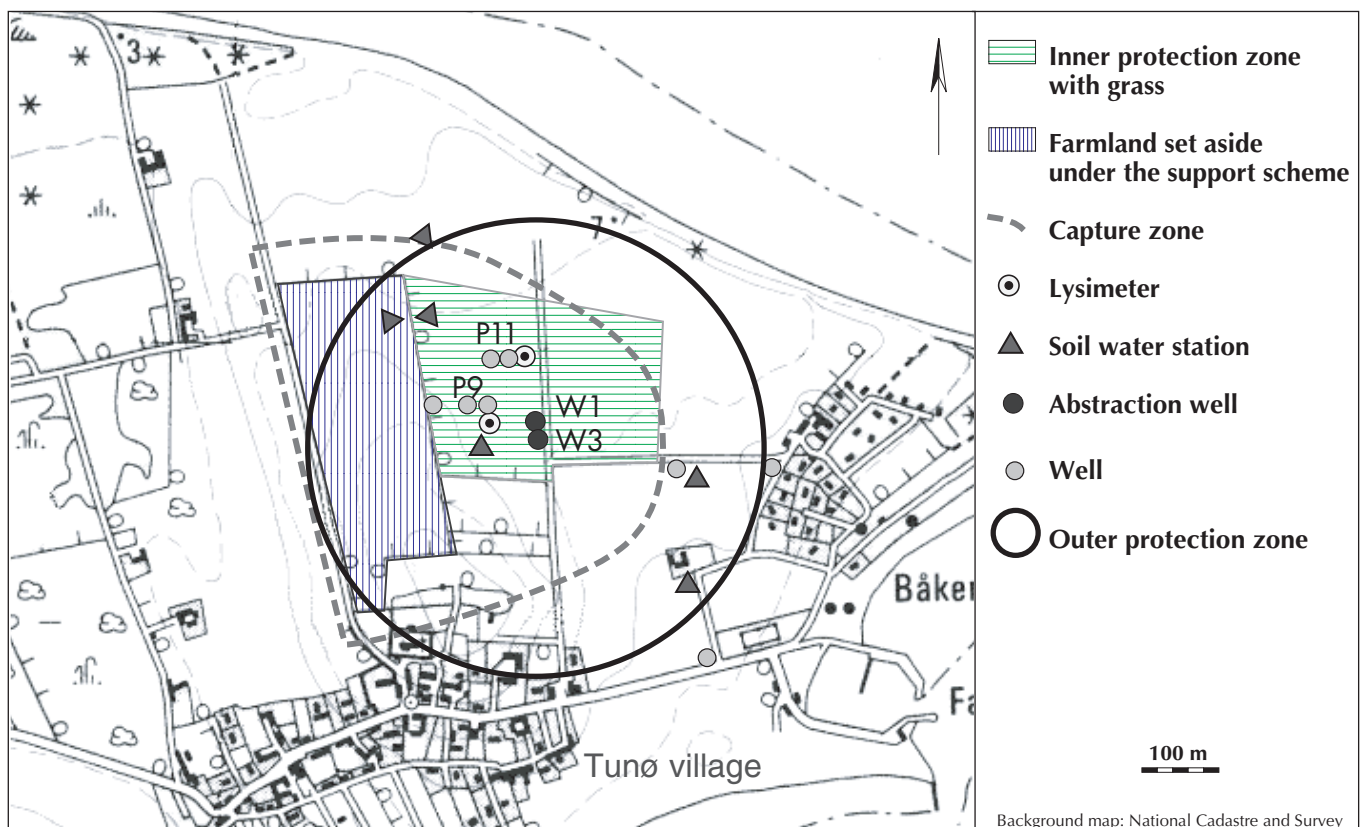 3
7
P11
P9
W1
W3
Båker
Fa
Tunø village
Inner protection zone
with grass
Farmland set aside
under the support scheme
Capture zone
Lysimeter
Soil water station
Abstraction well
Well
Outer protection zone
100 m
Background map: National Cadastre and Survey